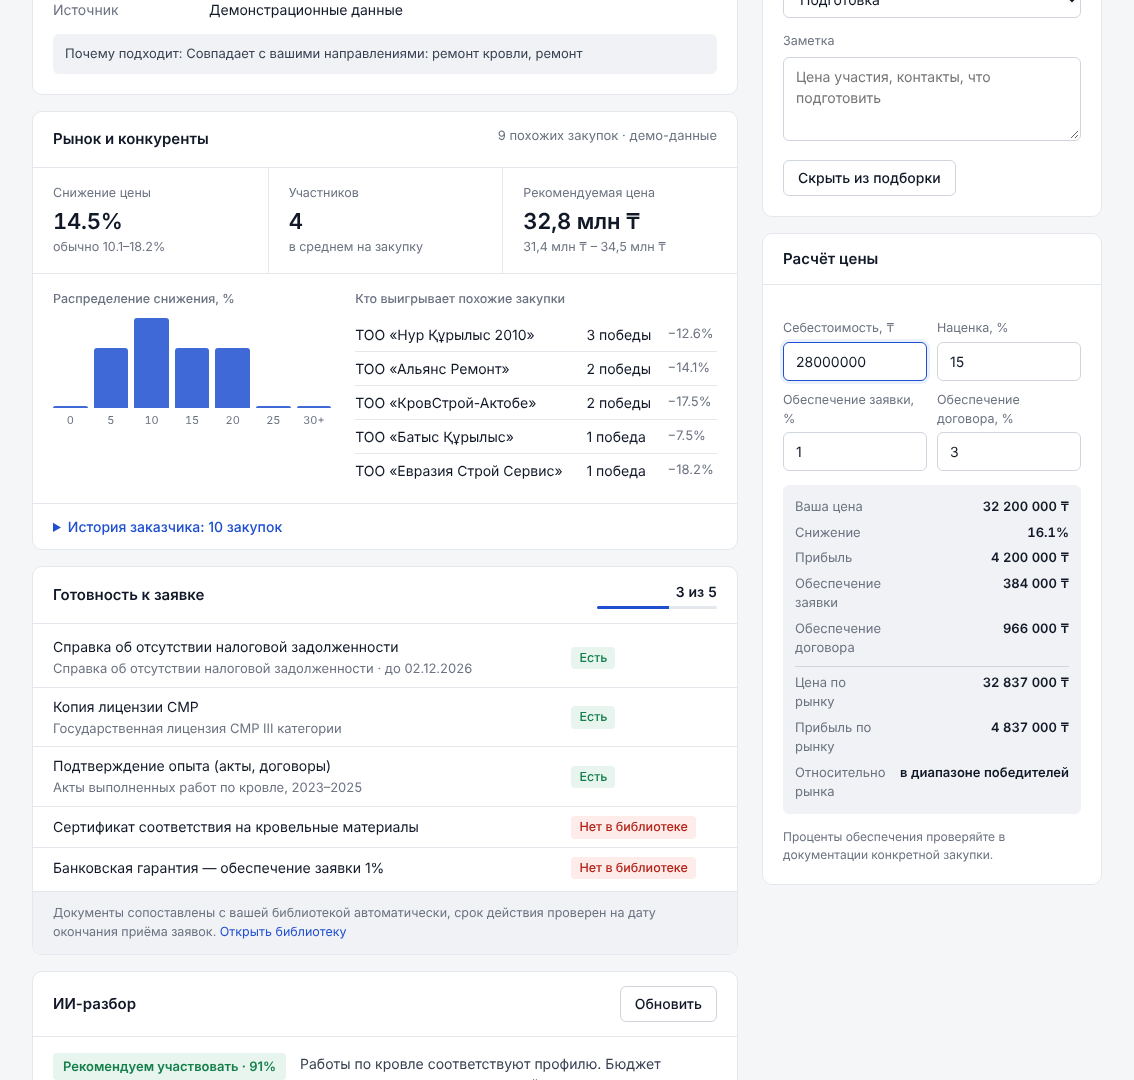 Источник Демонстрационные данные
Почему подходит: Совпадает с вашими направлениями: ремонт кровли, ремонт
Рынок и конкуренты
9 похожих закупок · демо-данные
Снижение цены
14.5%
обычно 10.1–18.2%
Участников
4
в среднем на закупку
Рекомендуемая цена
32,8 млн ₸
31,4 млн ₸ – 34,5 млн ₸
Распределение снижения, %
0 5 10 15 20 25 30+
Кто выигрывает похожие закупки
ТОО «Нур Құрылыс 2010» 3 победы −12.6%
ТОО «Альянс Ремонт» 2 победы −14.1%
ТОО «КровСтрой-Актобе» 2 победы −17.5%
ТОО «Батыс Құрылыс» 1 победа −7.5%
ТОО «Евразия Строй Сервис» 1 победа −18.2%
История заказчика: 10 закупок
Готовность к заявке
3 из 5
Справка об отсутствии налоговой задолженности
Справка об отсутствии налоговой задолженности · до 02.12.2026
Есть
Копия лицензии СМР
Государственная лицензия СМР III категории
Есть
Подтверждение опыта (акты, договоры)
Акты выполненных работ по кровле, 2023–2025
Есть
Сертификат соответствия на кровельные материалы
Нет в библиотеке
Банковская гарантия — обеспечение заявки 1%
Нет в библиотеке
Документы сопоставлены с вашей библиотекой автоматически, срок действия проверен на дату
окончания приёма заявок. Открыть библиотеку
ИИ-разбор
Обновить
Рекомендуем участвовать · 91%
Работы по кровле соответствуют профилю. Бюджет
Подготовка
Заметка
Цена участия, контакты, что
подготовить
Скрыть из подборки
Расчёт цены
Себестоимость, ₸
28000000
Наценка, %
15
Обеспечение заявки,
%
1
Обеспечение
договора, %
3
Ваша цена 32 200 000 ₸
Снижение 16.1%
Прибыль 4 200 000 ₸
Обеспечение
заявки
384 000 ₸
Обеспечение
договора
966 000 ₸
Цена по
рынку
32 837 000 ₸
Прибыль по
рынку
4 837 000 ₸
Относительно
рынка
в диапазоне победителей
Проценты обеспечения проверяйте в
документации конкретной закупки.